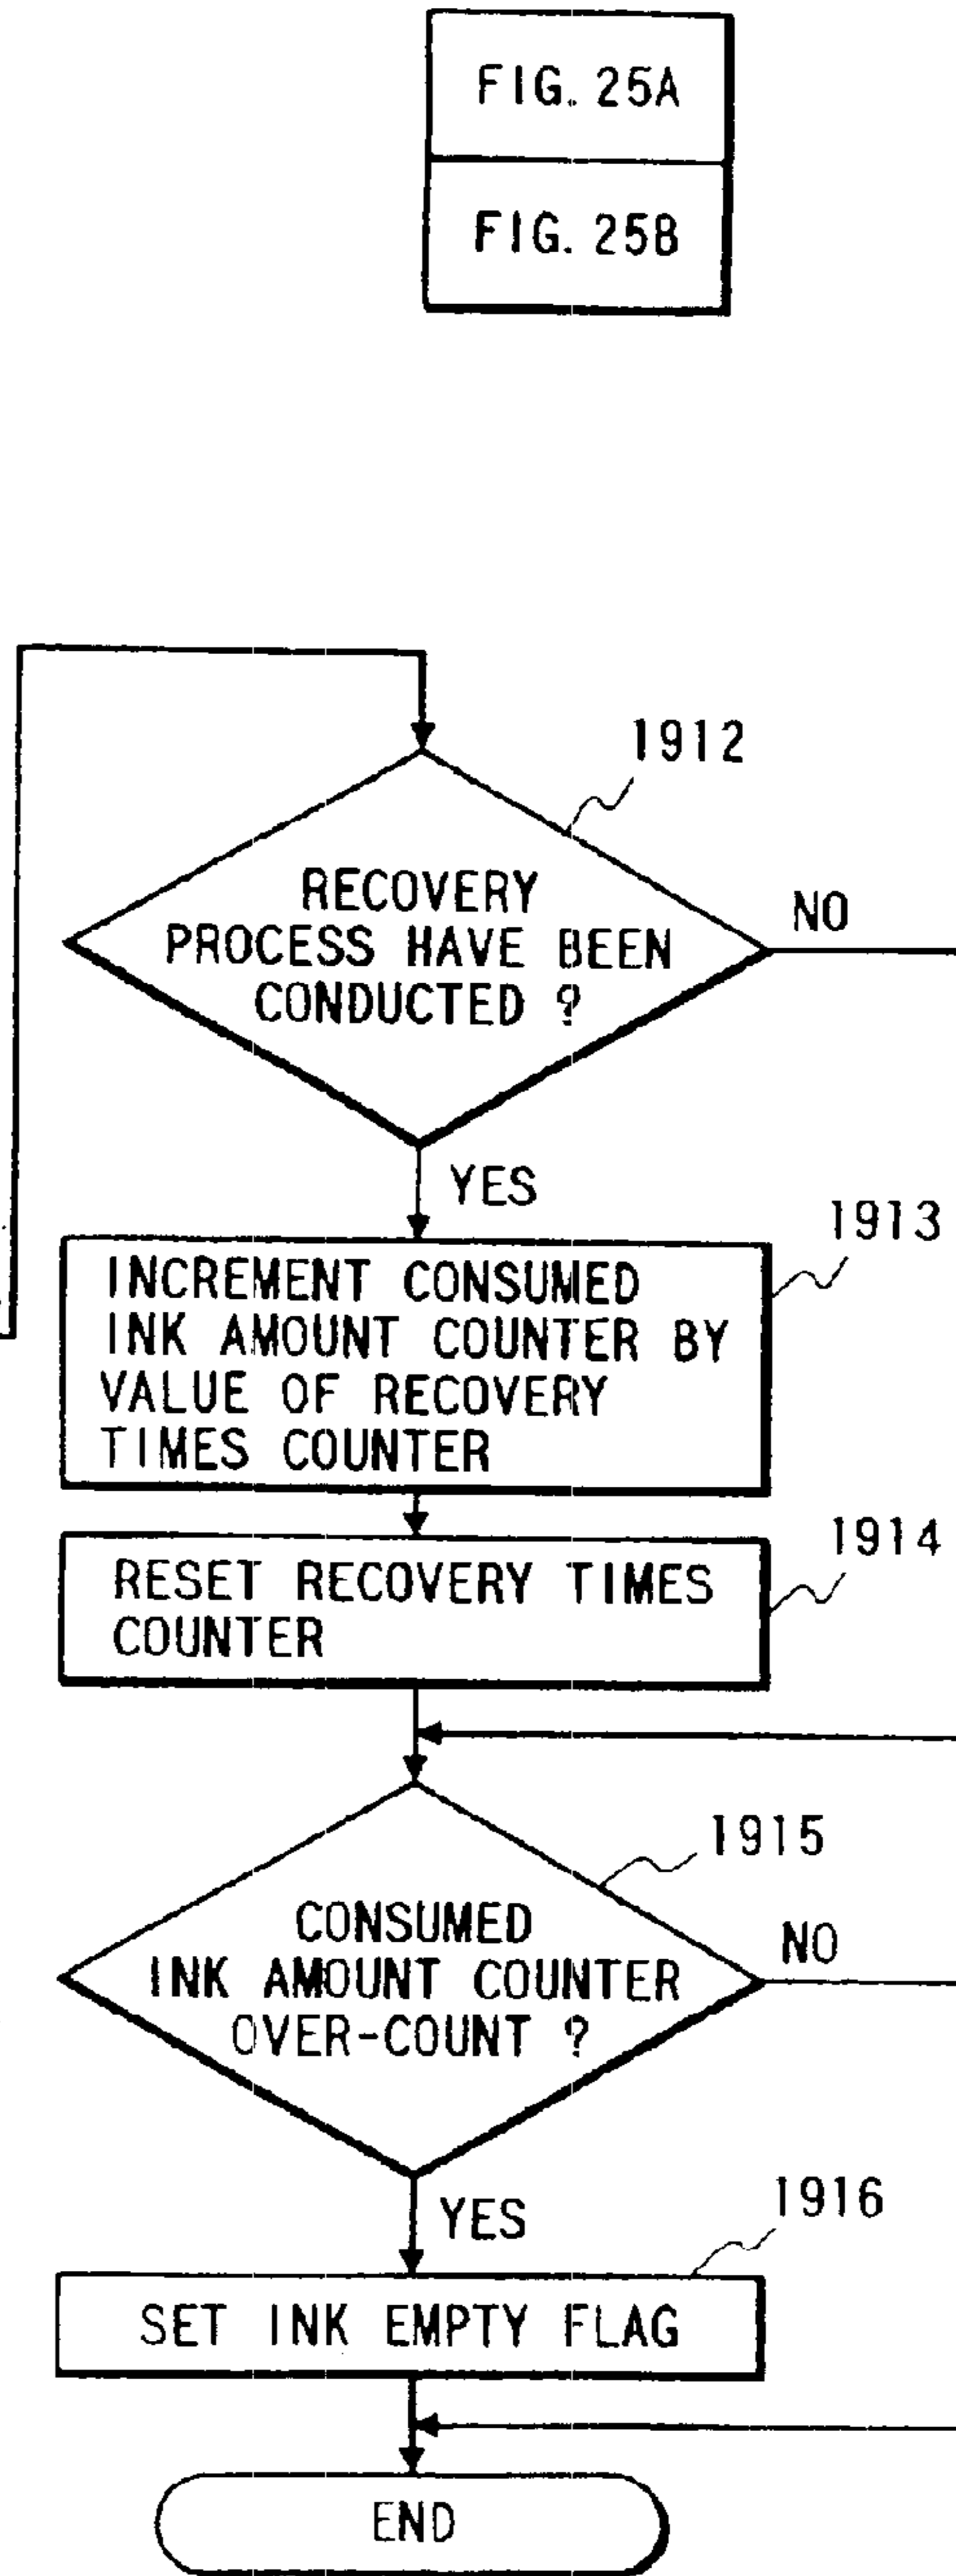 FIG. 25A
FIG. 25B
1912
RECOVERY
PROCESS HAVE BEEN
CONDUCTED ?
NO
YES
1913
INCREMENT CONSUMED
INK AMOUNT COUNTER BY
VALUE OF RECOVERY
TIMES COUNTER
1914
RESET RECOVERY TIMES
COUNTER
1915
CONSUMED
INK AMOUNT COUNTER
OVER-COUNT ?
NO
YES
1916
SET INK EMPTY FLAG
END